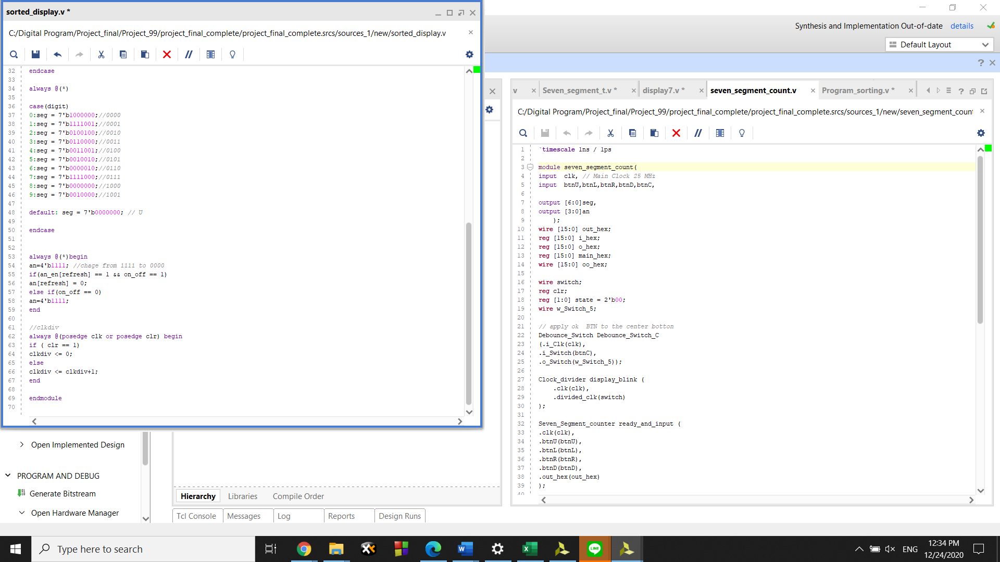 sorted_display.v *
C:/Digital Program/Project_final/Project_99/project_final_complete/project_final_complete.srcs/sources_1/new/sorted_display.v
32 endcase
33
34 always @(*)
35
36 case(digit)
37 0:seg = 7'b1000000;//0000
38 1:seg = 7'b1111001;//0001
39 2:seg = 7'b0100100;//0010
40 3:seg = 7'b0110000;//0011
41 4:seg = 7'b0011001;//0100
42 5:seg = 7'b0010010;//0101
43 6:seg = 7'b0000010;//0110
44 7:seg = 7'b1111000;//0111
45 8:seg = 7'b0000000;//1000
46 9:seg = 7'b0010000;//1001
47
48 default: seg = 7'b0000000; // U
49
50 endcase
51
52
53 always @(*)begin
54 an=4'b1111; //chage from 1111 to 0000
55 if(an_en[refresh] == 1 && on_off == 1)
56 an[refresh] = 0;
57 else if(on_off == 0)
58 an=4'b1111;
59 end
60
61 //clkdiv
62 always @(posedge clk or posedge clr) begin
63 if ( clr == 1)
64 clkdiv <= 0;
65 else
66 clkdiv <= clkdiv+1;
67 end
68
69 endmodule
70
Open Implemented Design
PROGRAM AND DEBUG
Generate Bitstream
Open Hardware Manager
Hierarchy Libraries Compile Order
Tcl Console Messages Log Reports Design Runs
Synthesis and Implementation Out-of-date details
Default Layout
v Seven_segment_t.v * display7.v * seven_segment_count.v Program_sorting.v *
C:/Digital Program/Project_final/Project_99/project_final_complete/project_final_complete.srcs/sources_1/new/seven_segment_count
1 `timescale 1ns / 1ps
2
3 module seven_segment_count(
4 input  clk, // Main Clock 25 MHz
5 input  btnU,btnL,btnR,btnD,btnC,
6
7 output [6:0]seg,
8 output [3:0]an
9 );
10 wire [15:0] out_hex;
11 reg [15:0] i_hex;
12 reg [15:0] o_hex;
13 reg [15:0] main_hex;
14 wire [15:0] oo_hex;
15
16 wire switch;
17 reg clr;
18 reg [1:0] state = 2'b00;
19 wire w_Switch_5;
20
21 // apply ok  BTN to the center botton
22 Debounce_Switch Debounce_Switch_C
23 (.i_Clk(clk),
24 .i_Switch(btnC),
25 .o_Switch(w_Switch_5));
26
27 Clock_divider display_blink (
28 .clk(clk),
29 .divided_clk(switch)
30 );
31
32 Seven_Segment_counter ready_and_input (
33 .clk(clk),
34 .btnU(btnU),
35 .btnL(btnL),
36 .btnR(btnR),
37 .btnD(btnD),
38 .out_hex(out_hex)
39 );
40
Type here to search
ENG
12:34 PM
12/24/2020
LINE